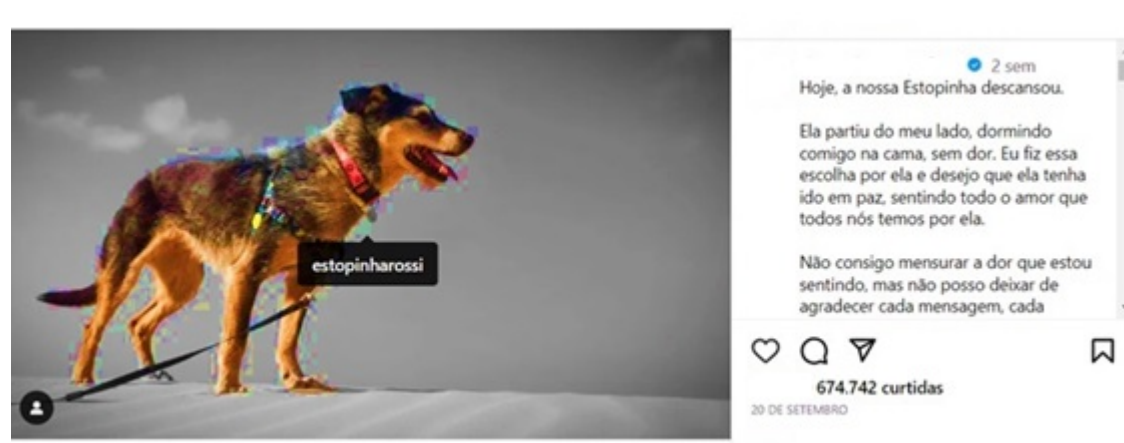 estopinharossi
2 sem
Hoje, a nossa Estopinha descansou.
Ela partiu do meu lado, dormindo
comigo na cama, sem dor. Eu fiz essa
escolha por ela e desejo que ela tenha
ido em paz, sentindo todo o amor que
todos nós temos por ela.
Não consigo mensurar a dor que estou
sentindo, mas não posso deixar de
agradecer cada mensagem, cada
674.742 curtidas
20 DE SETEMBRO